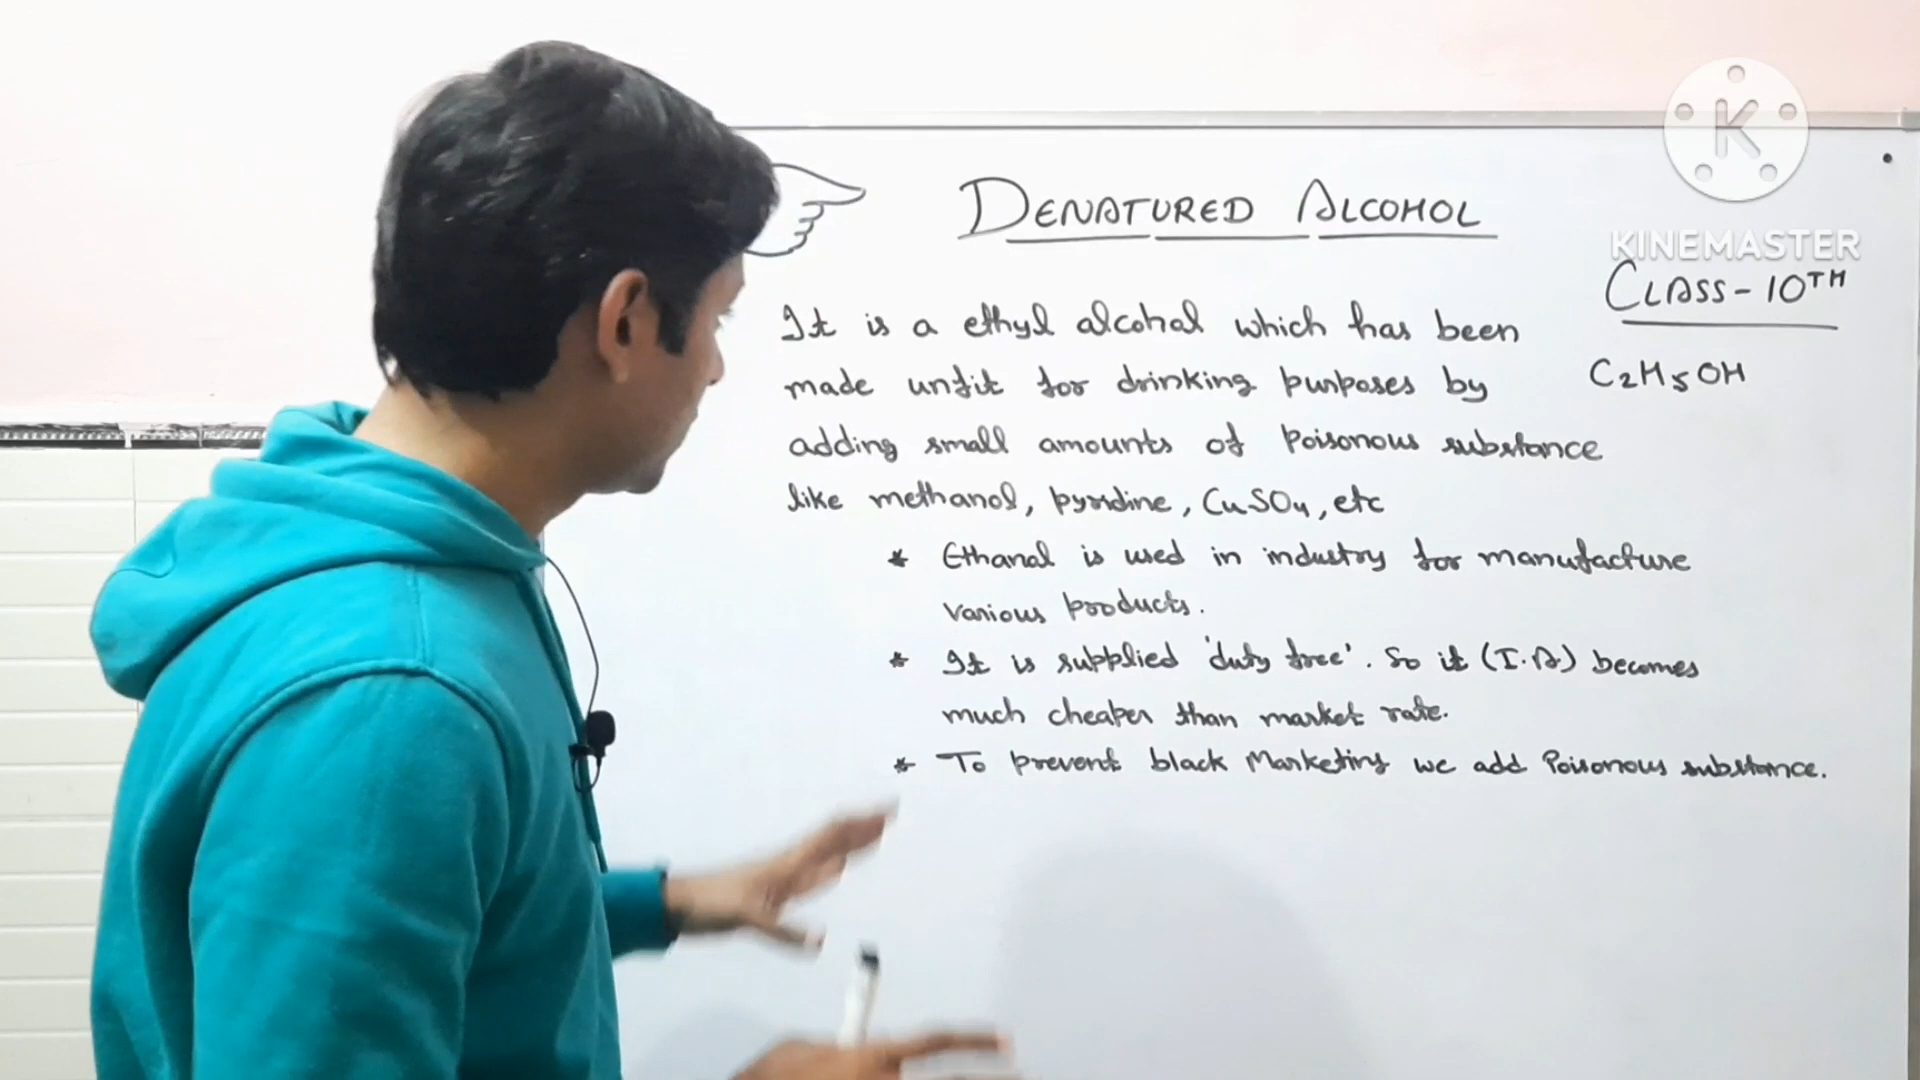 DENATURED ALCOHOL
KINEMASTER
CLASS-10TH
C2H5OH
It is a ethyl alcohal which has been
made unfit for drinking purposes by
adding small amounts of poisonous substance
like methanol, pyridine, CuSO4, etc
* Ethanal is used in industry for manufacture
various products.
* It is supplied 'duty free'. So it (I.A) becomes
much cheaper than market rate.
* To prevent black Marketing we add Poisonous substance.